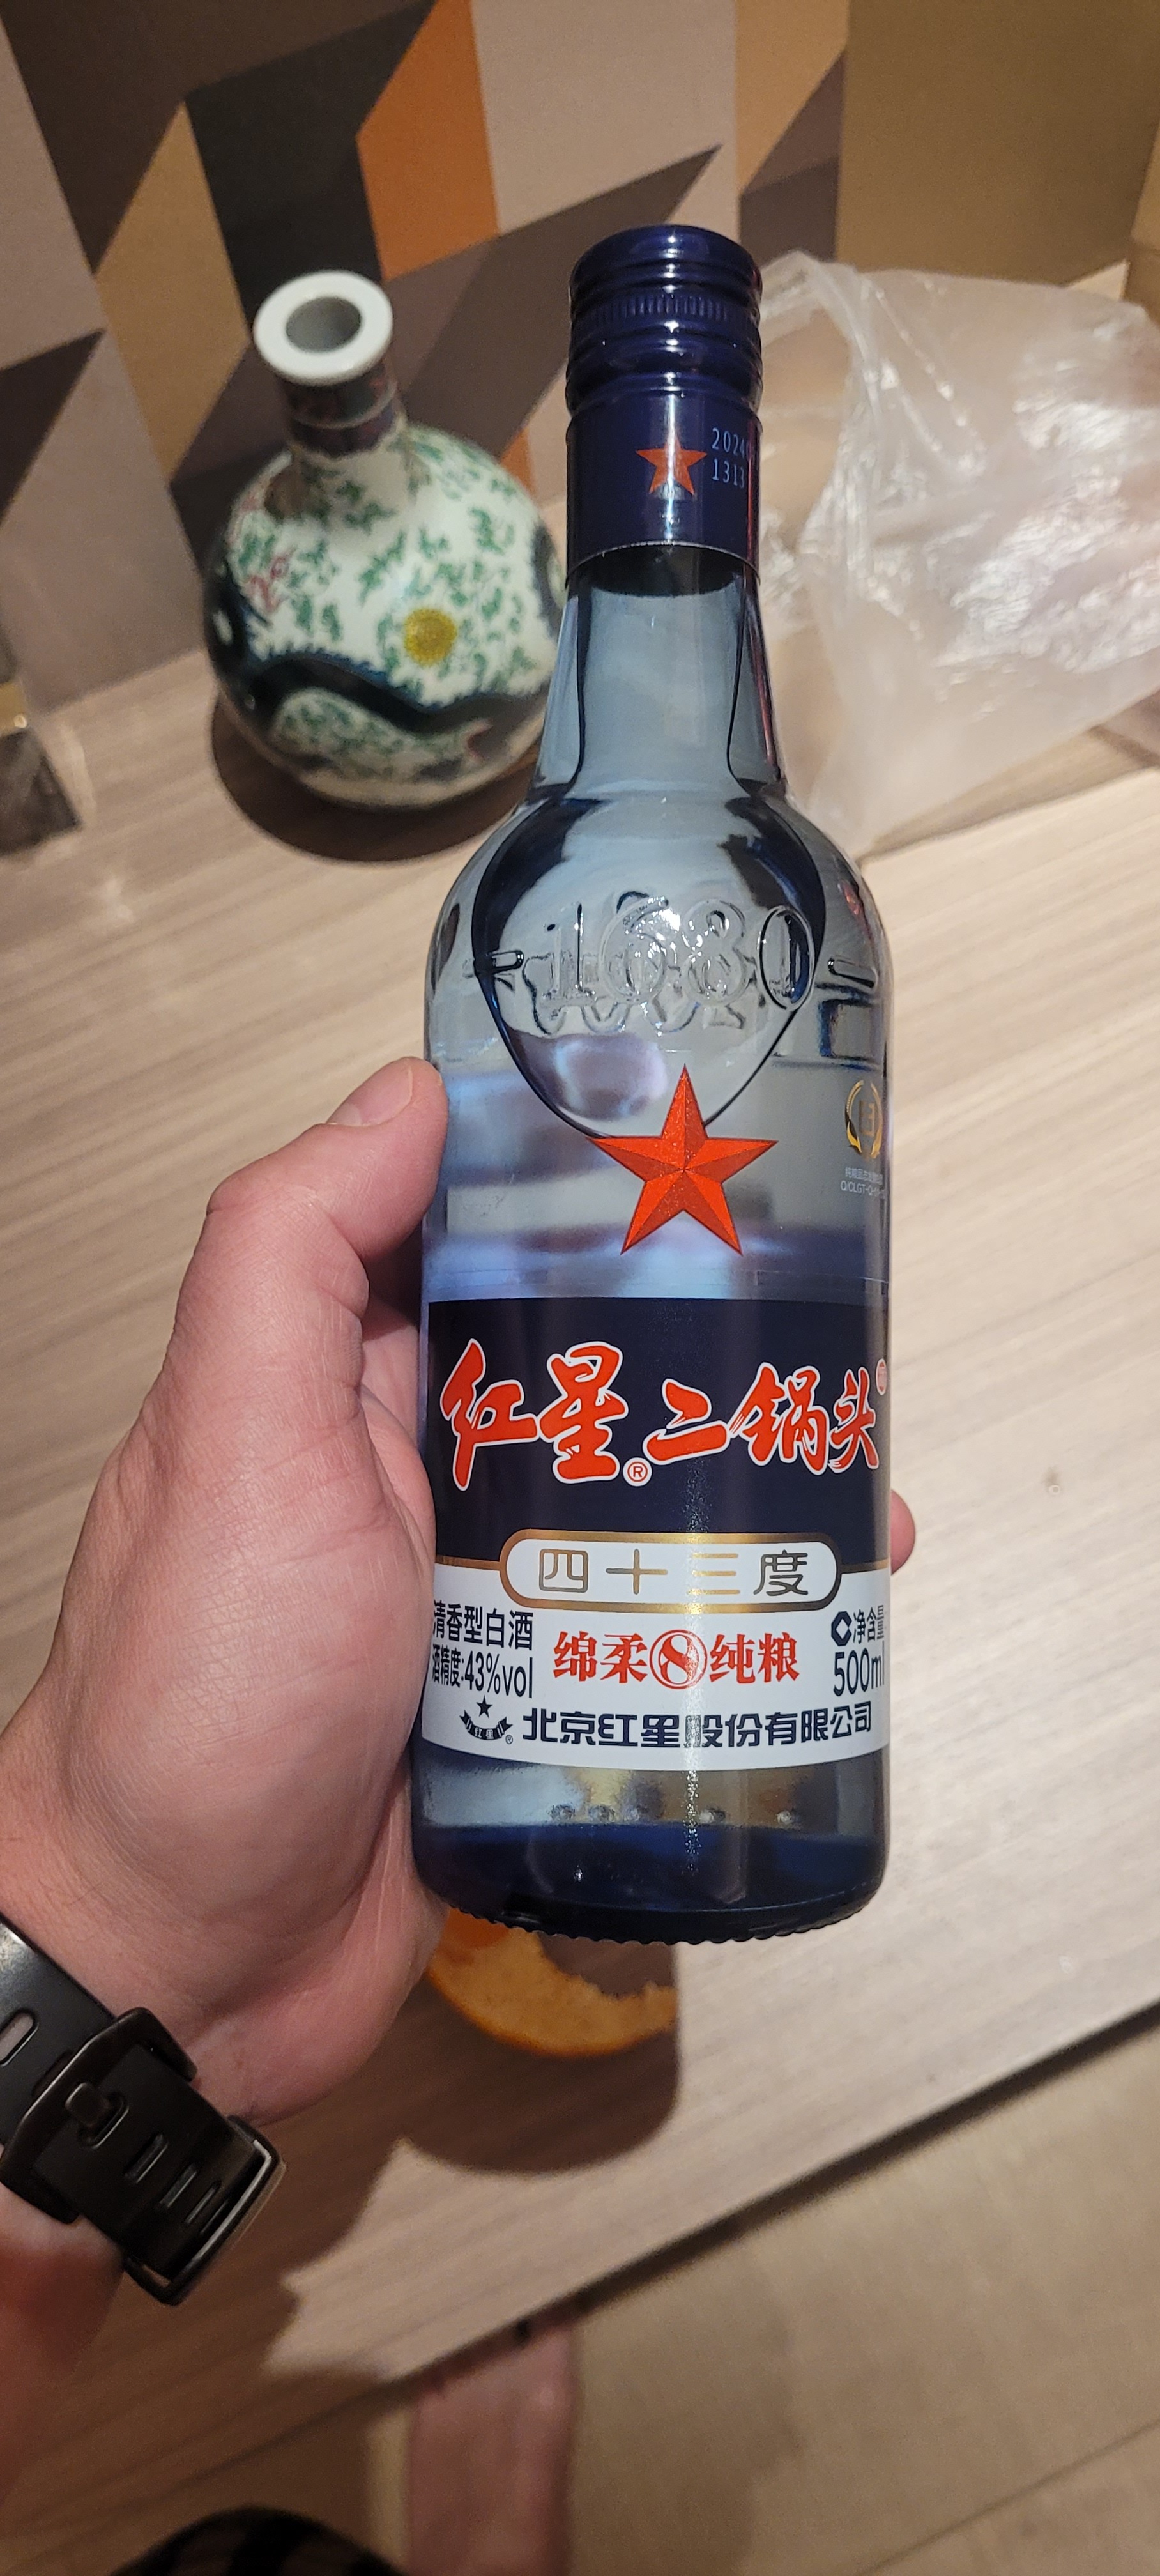 2024
1313
1680
红星二锅头
®
四十三度
清香型白酒
酒精度:43%vol
绵柔8纯粮
净含量
500ml
北京红星股份有限公司